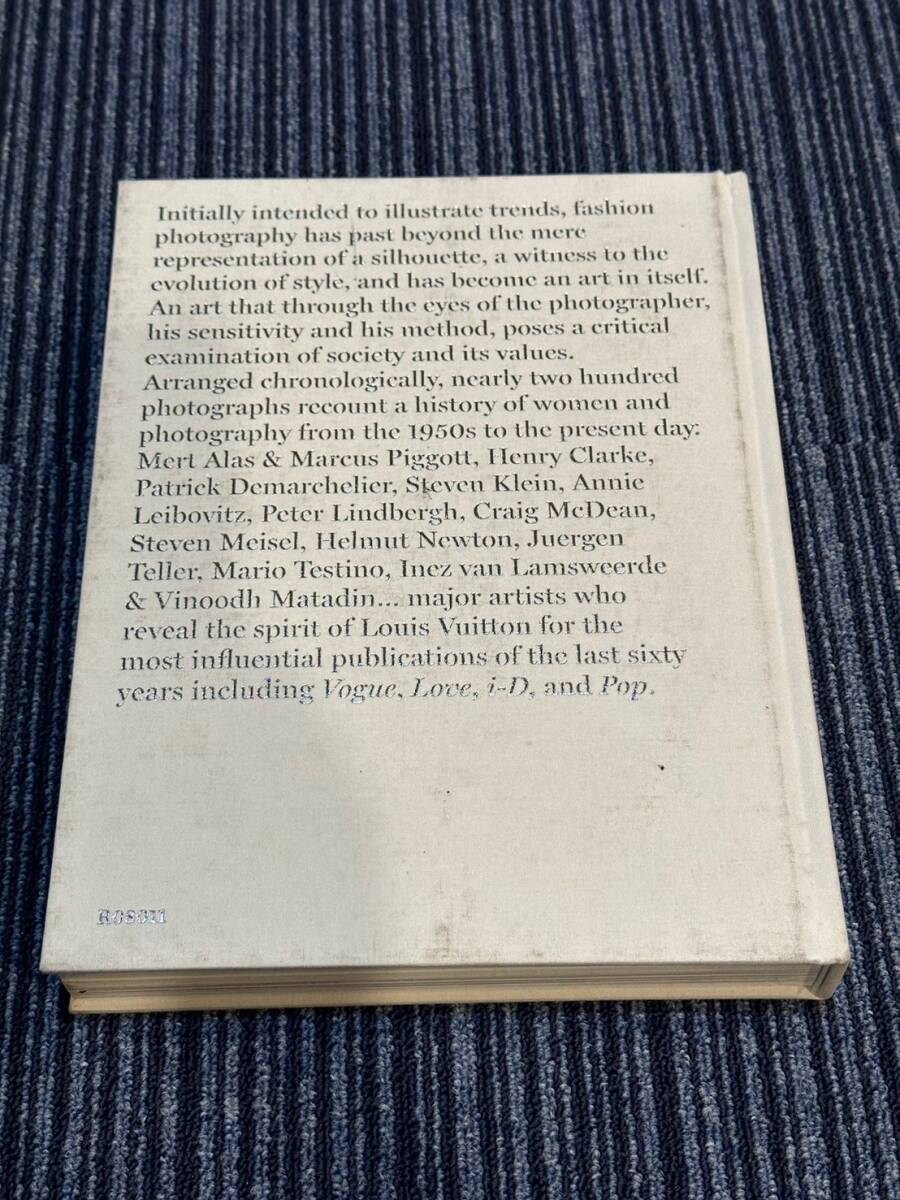 Initially intended to illustrate trends, fashion
photography has past beyond the mere
representation of a silhouette, a witness to the
evolution of style, and has become an art in itself.
An art that through the eyes of the photographer,
his sensitivity and his method, poses a critical
examination of society and its values.
Arranged chronologically, nearly two hundred
photographs recount a history of women and
photography from the 1950s to the present day:
Mert Alas & Marcus Piggott, Henry Clarke,
Patrick Demarchelier, Steven Klein, Annie
Leibovitz, Peter Lindbergh, Craig McDean,
Steven Meisel, Helmut Newton, Juergen
Teller, Mario Testino, Inez van Lamsweerde
& Vinoodh Matadin... major artists who
reveal the spirit of Louis Vuitton for the
most influential publications of the last sixty
years including Vogue, Love, i-D, and Pop.